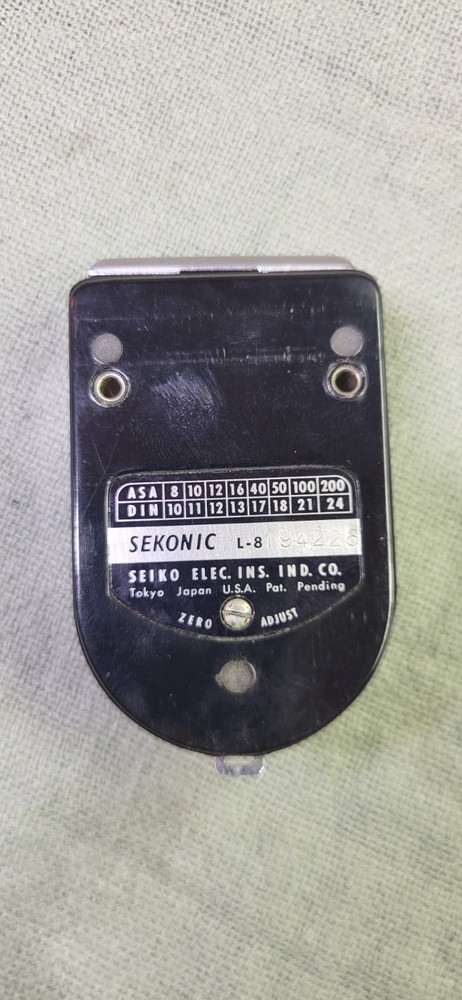 ASA 8 10 12 16 40 50 100 200
DIN 10 11 12 13 17 18 21 24
SEKONIC L-8 194226
SEIKO ELEC. INS. IND. CO.
Tokyo Japan U.S.A. Pat. Pending
ZERO ADJUST